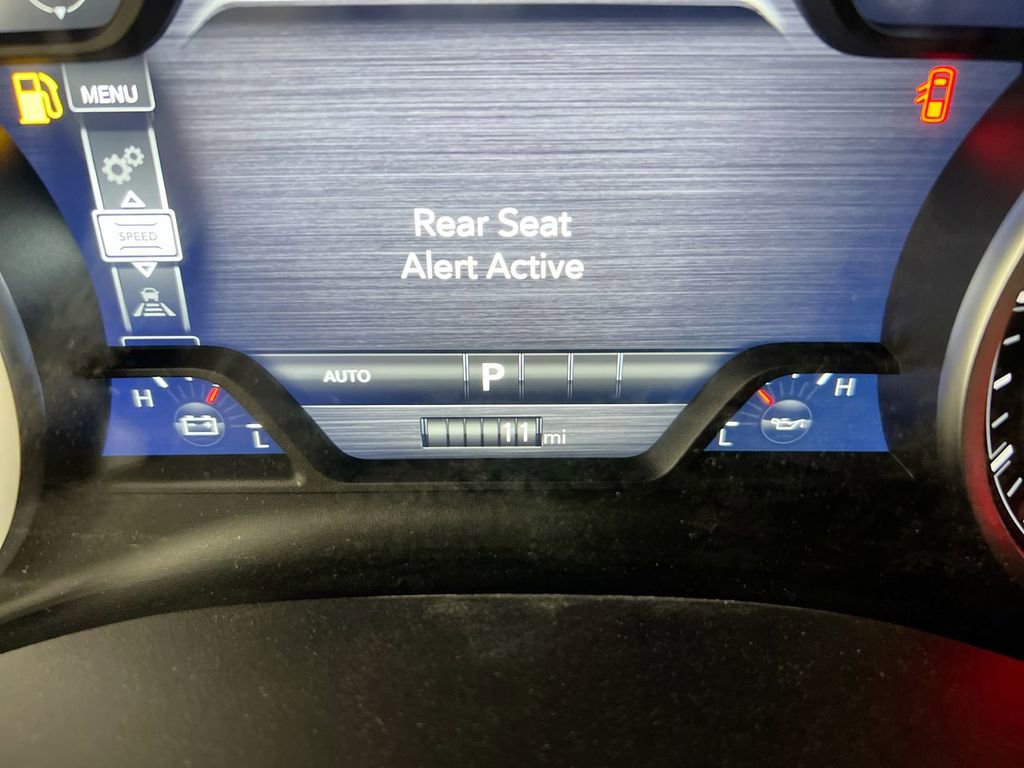 MENU
SPEED
Rear Seat
Alert Active
AUTO
P
H
L
11 mi
H
L